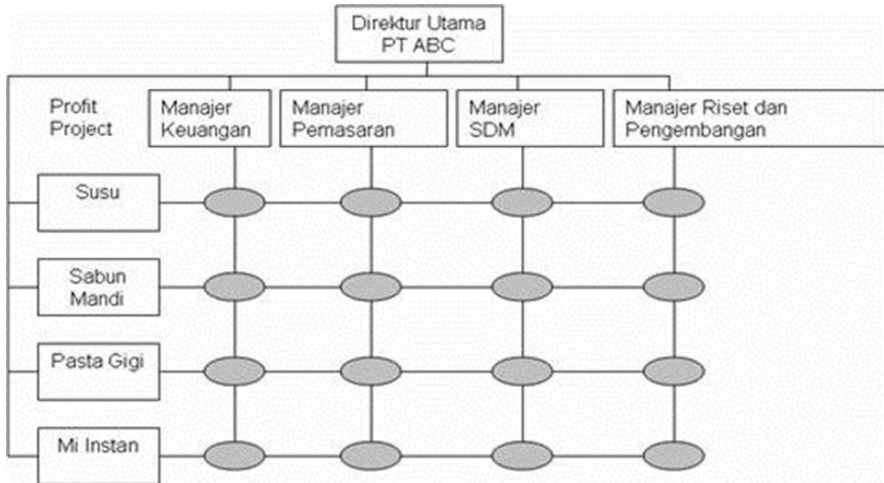 Direktur Utama
PT ABC
Profit
Project
Manajer
Keuangan
Manajer
Pemasaran
Manajer
SDM
Manajer Riset dan
Pengembangan
Susu
Sabun
Mandi
Pasta Gigi
Mi Instan